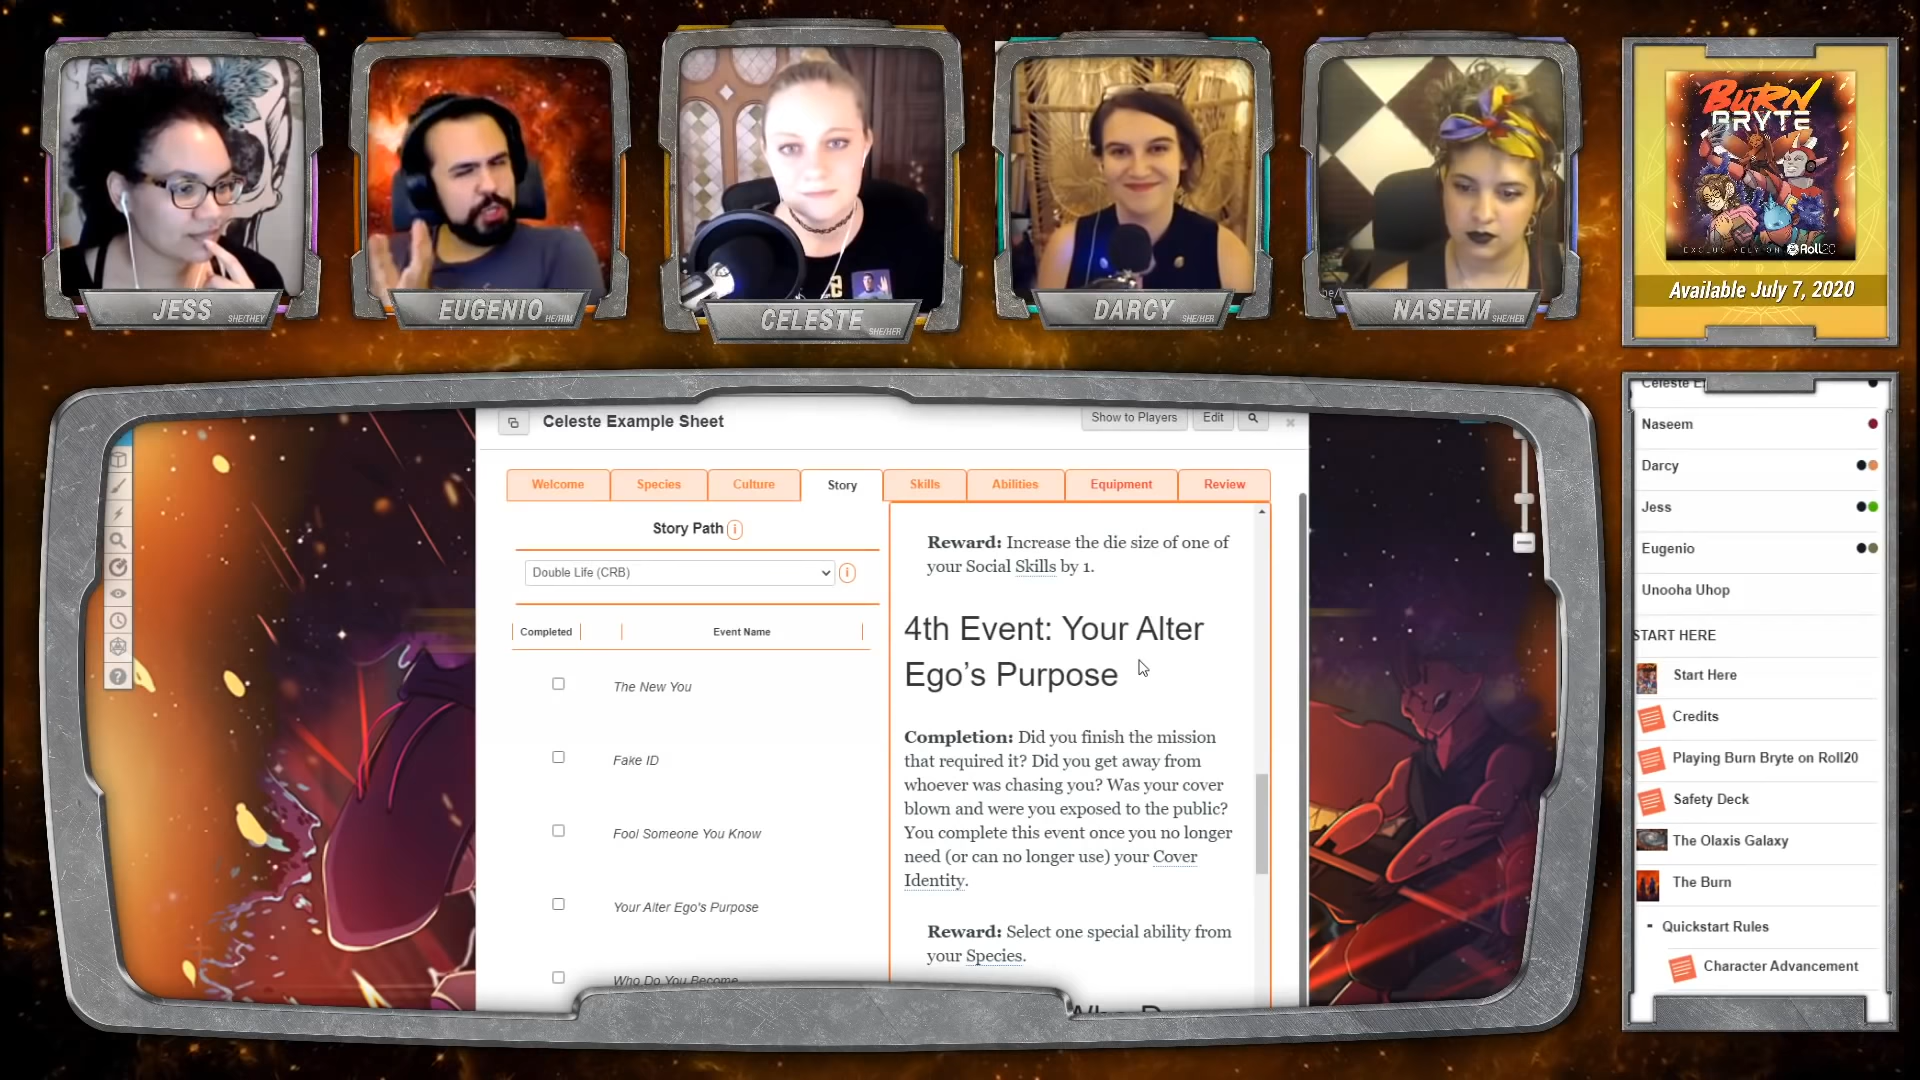 JESS SHE/THEY
EUGENIO HE/HIM
CELESTE SHE/HER
DARCY SHE/HER
NASEEM SHE/HER
BURN
BRYTE
EXCLUSIVELY ON Roll20
Available July 7, 2020
Celeste Example Sheet
Show to Players
Edit
Welcome
Species
Culture
Story
Skills
Abilities
Equipment
Review
Story Path i
Double Life (CRB)
i
Completed
Event Name
The New You
Fake ID
Fool Someone You Know
Your Alter Ego's Purpose
Who Do You Become
Reward: Increase the die size of one of
your Social Skills by 1.
4th Event: Your Alter
Ego’s Purpose
Completion: Did you finish the mission
that required it? Did you get away from
whoever was chasing you? Was your cover
blown and were you exposed to the public?
You complete this event once you no longer
need (or can no longer use) your Cover
Identity.
Reward: Select one special ability from
your Species.
Celeste
Naseem
Darcy
Jess
Eugenio
Unooha Uhop
START HERE
Start Here
Credits
Playing Burn Bryte on Roll20
Safety Deck
The Olaxis Galaxy
The Burn
Quickstart Rules
Character Advancement